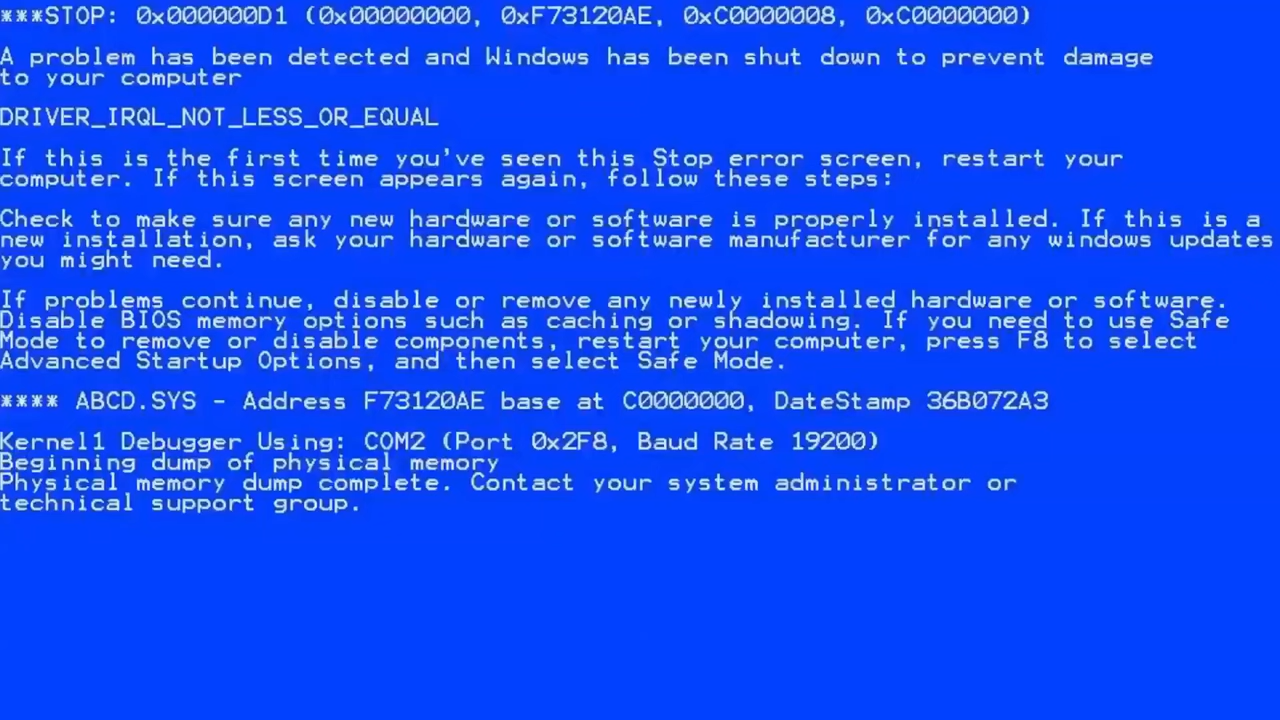 ***STOP: 0x000000D1 (0x00000000, 0xF73120AE, 0xC0000008, 0xC0000000)
A problem has been detected and Windows has been shut down to prevent damage
to your computer
DRIVER_IRQL_NOT_LESS_OR_EQUAL
If this is the first time you've seen this Stop error screen, restart your
computer. If this screen appears again, follow these steps:
Check to make sure any new hardware or software is properly installed. If this is a
new installation, ask your hardware or software manufacturer for any windows updates
you might need.
If problems continue, disable or remove any newly installed hardware or software.
Disable BIOS memory options such as caching or shadowing. If you need to use Safe
Mode to remove or disable components, restart your computer, press F8 to select
Advanced Startup Options, and then select Safe Mode.
**** ABCD.SYS - Address F73120AE base at C0000000, DateStamp 36B072A3
Kernel1 Debugger Using: COM2 (Port 0x2F8, Baud Rate 19200)
Beginning dump of physical memory
Physical memory dump complete. Contact your system administrator or
technical support group.